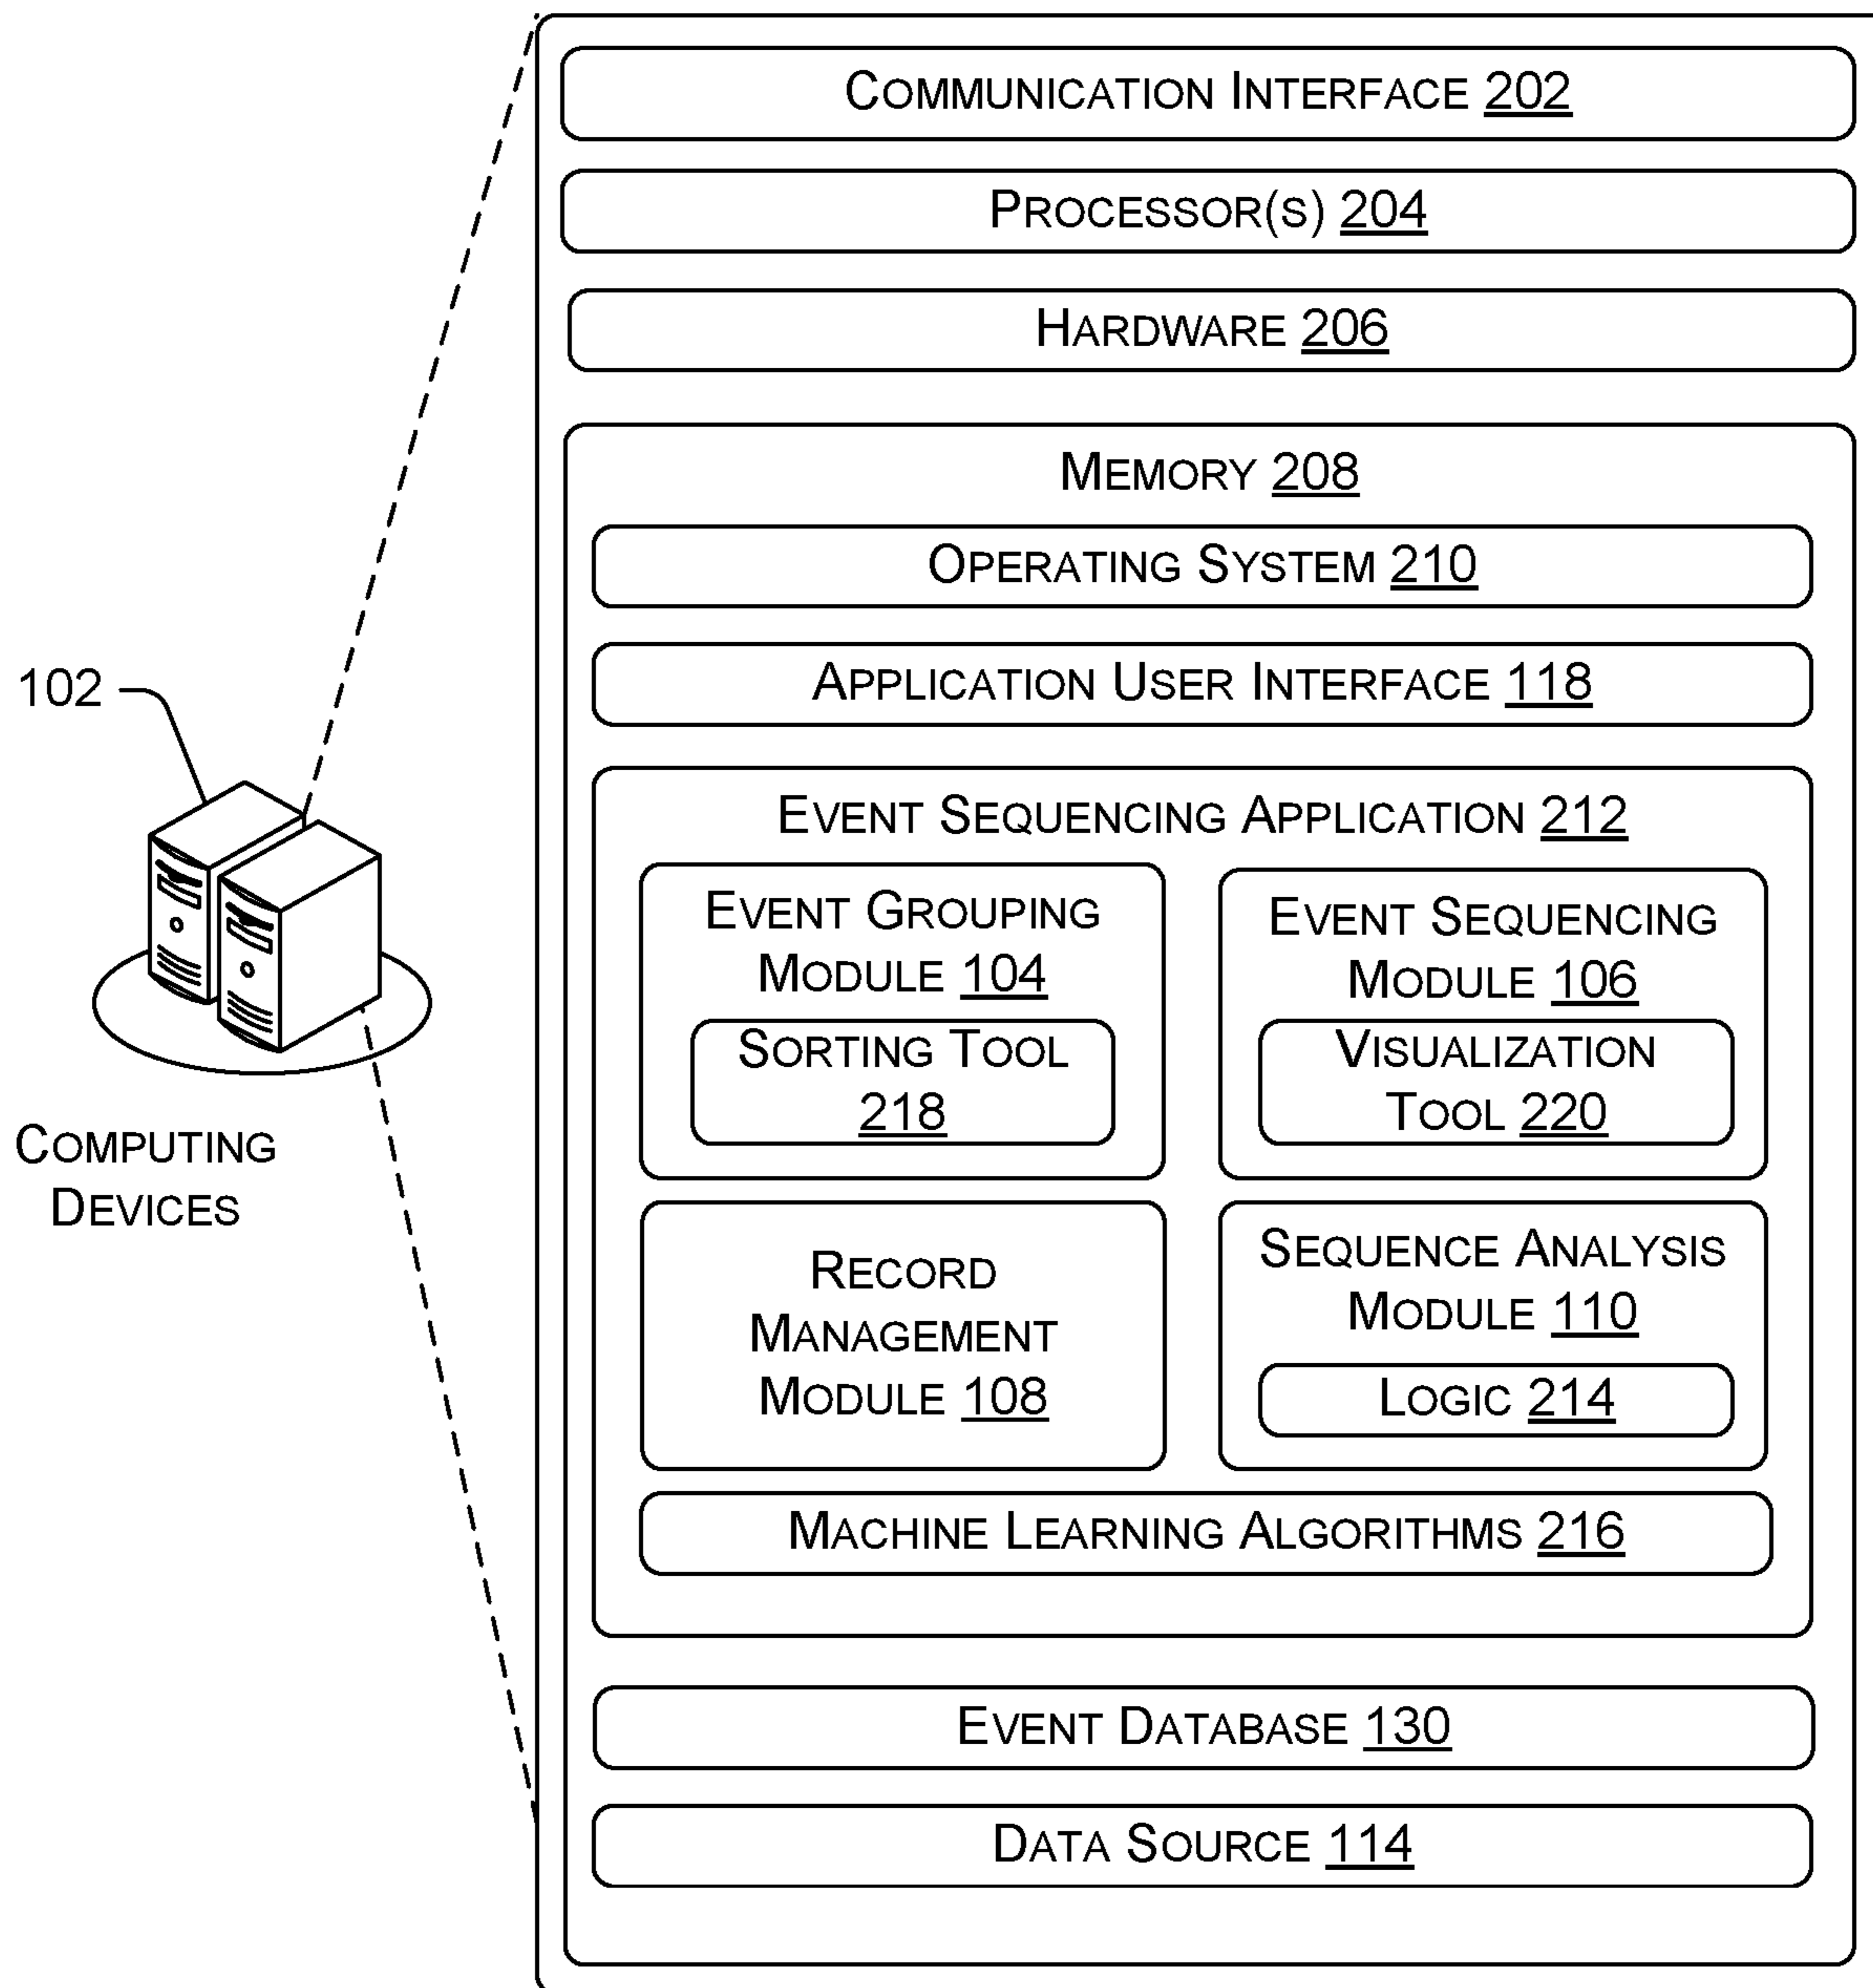 COMMUNICATION INTERFACE 202
PROCESSOR(S) 204
HARDWARE 206
MEMORY 208
OPERATING SYSTEM 210
APPLICATION USER INTERFACE 118
102
COMPUTING
DEVICES
EVENT SEQUENCING APPLICATION 212
EVENT GROUPING
MODULE 104
SORTING TOOL
218
EVENT SEQUENCING
MODULE 106
VISUALIZATION
TOOL 220
RECORD
MANAGEMENT
MODULE 108
SEQUENCE ANALYSIS
MODULE 110
LOGIC 214
MACHINE LEARNING ALGORITHMS 216
EVENT DATABASE 130
DATA SOURCE 114